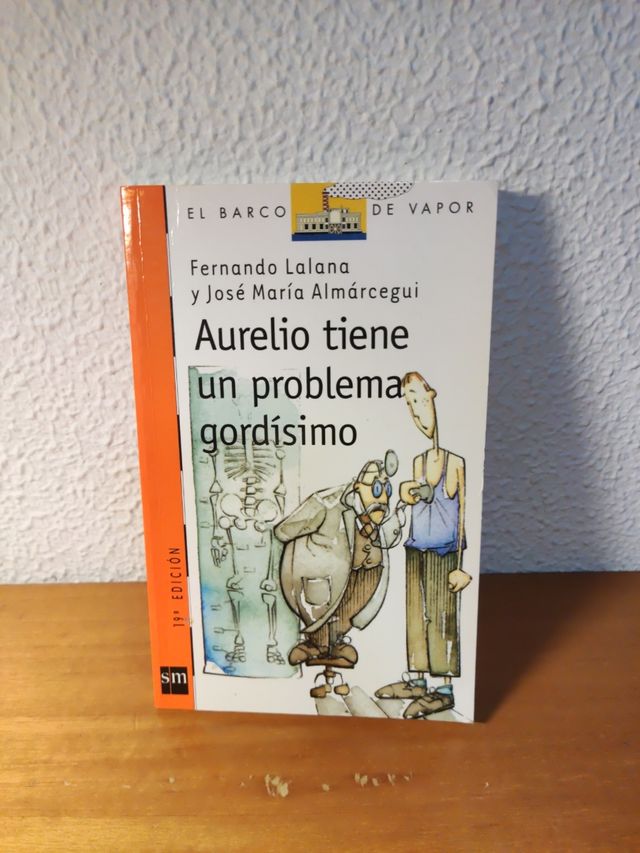 EL BARCO DE VAPOR
Fernando Lalana
y José María Almárcegui
Aurelio tiene
un problema
gordísimo
19ª EDICIÓN
sm